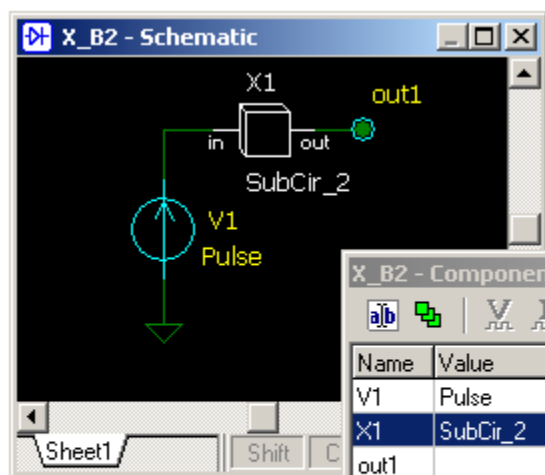 X_B2 - Schematic
X1
out1
in
out
SubCir_2
V1
Pulse
X_B2 - Componen
a|b
V
Name Value
V1 Pulse
X1 SubCir_2
out1
Sheet1
Shift
C